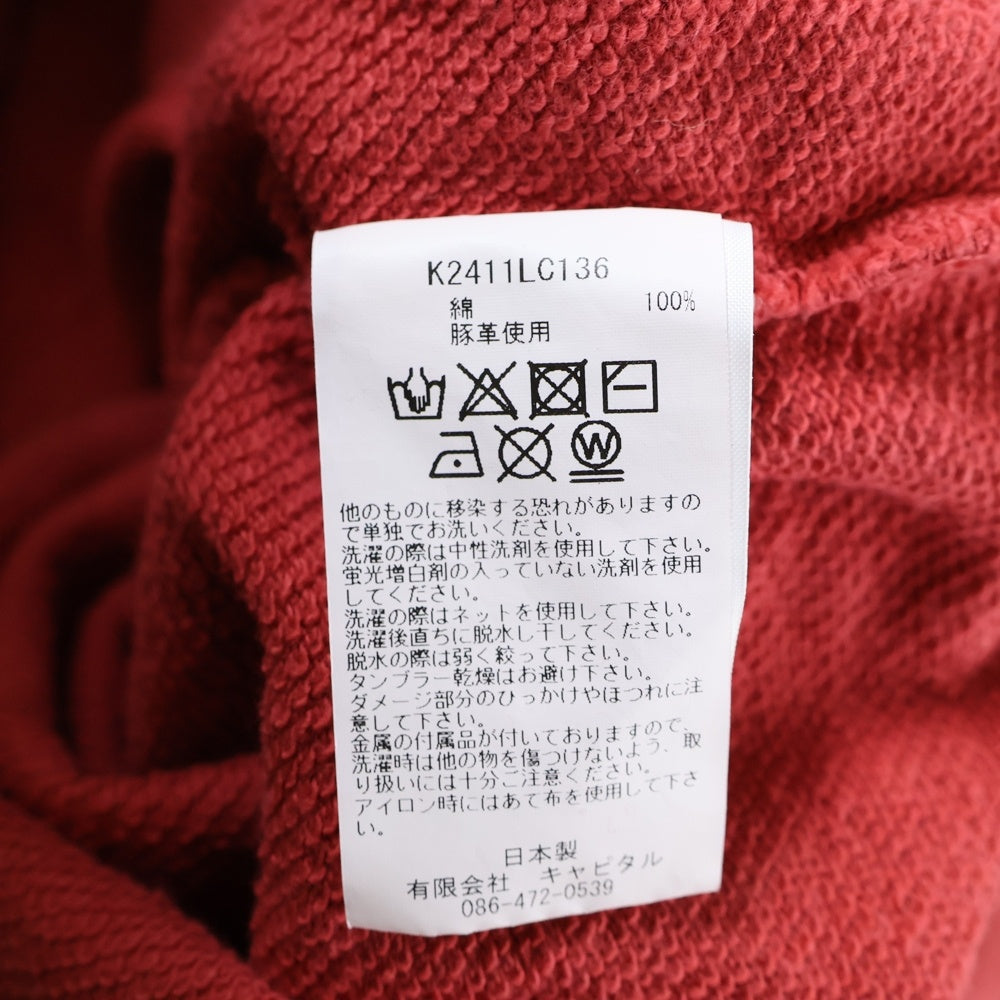 K2411LC136
綿 100%
豚革使用
W
他のものに移染する恐れがありますの
で単独でお洗いください。
洗濯の際は中性洗剤を使用して下さい。
蛍光増白剤の入っていない洗剤を使用
してください。
洗濯の際はネットを使用して下さい。
洗濯後直ちに脱水し干してください。
脱水の際は弱く絞って下さい。
タンブラー乾燥はお避け下さい。
ダメージ部分のひっかけやほつれに注
意して下さい。
金属の付属品が付いておりますので、
洗濯時は他の物を傷つけないよう、取
り扱いには十分ご注意ください。
アイロン時にはあて布を使用して下さ
い。
日本製
有限会社 キャピタル
086-472-0539